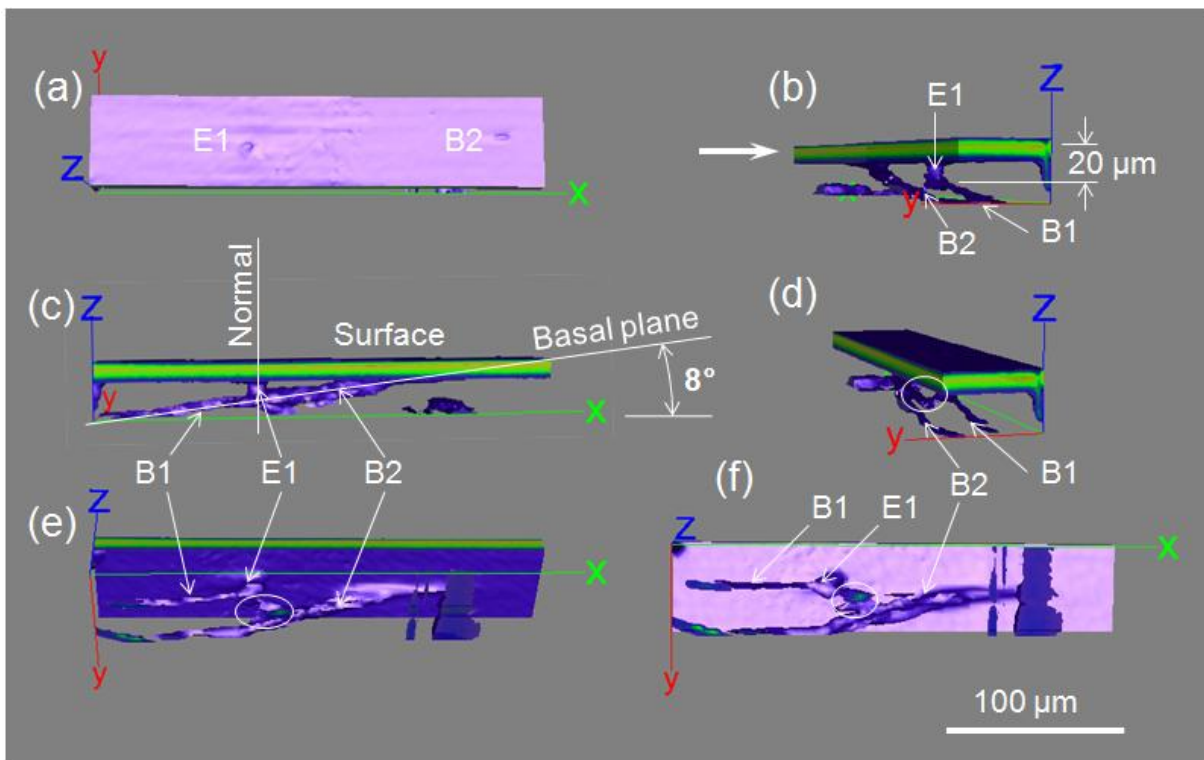 (a)
y
E1
B2
Z
X
(b)
E1
Z
20 µm
x
y
B2
B1
(c)
Z
Normal
Surface
Basal plane
8°
y
X
(d)
Z
y
B1
B2
B1
E1
B2
(e)
Z
X
y
(f)
B1
E1
Z
X
y
100 µm